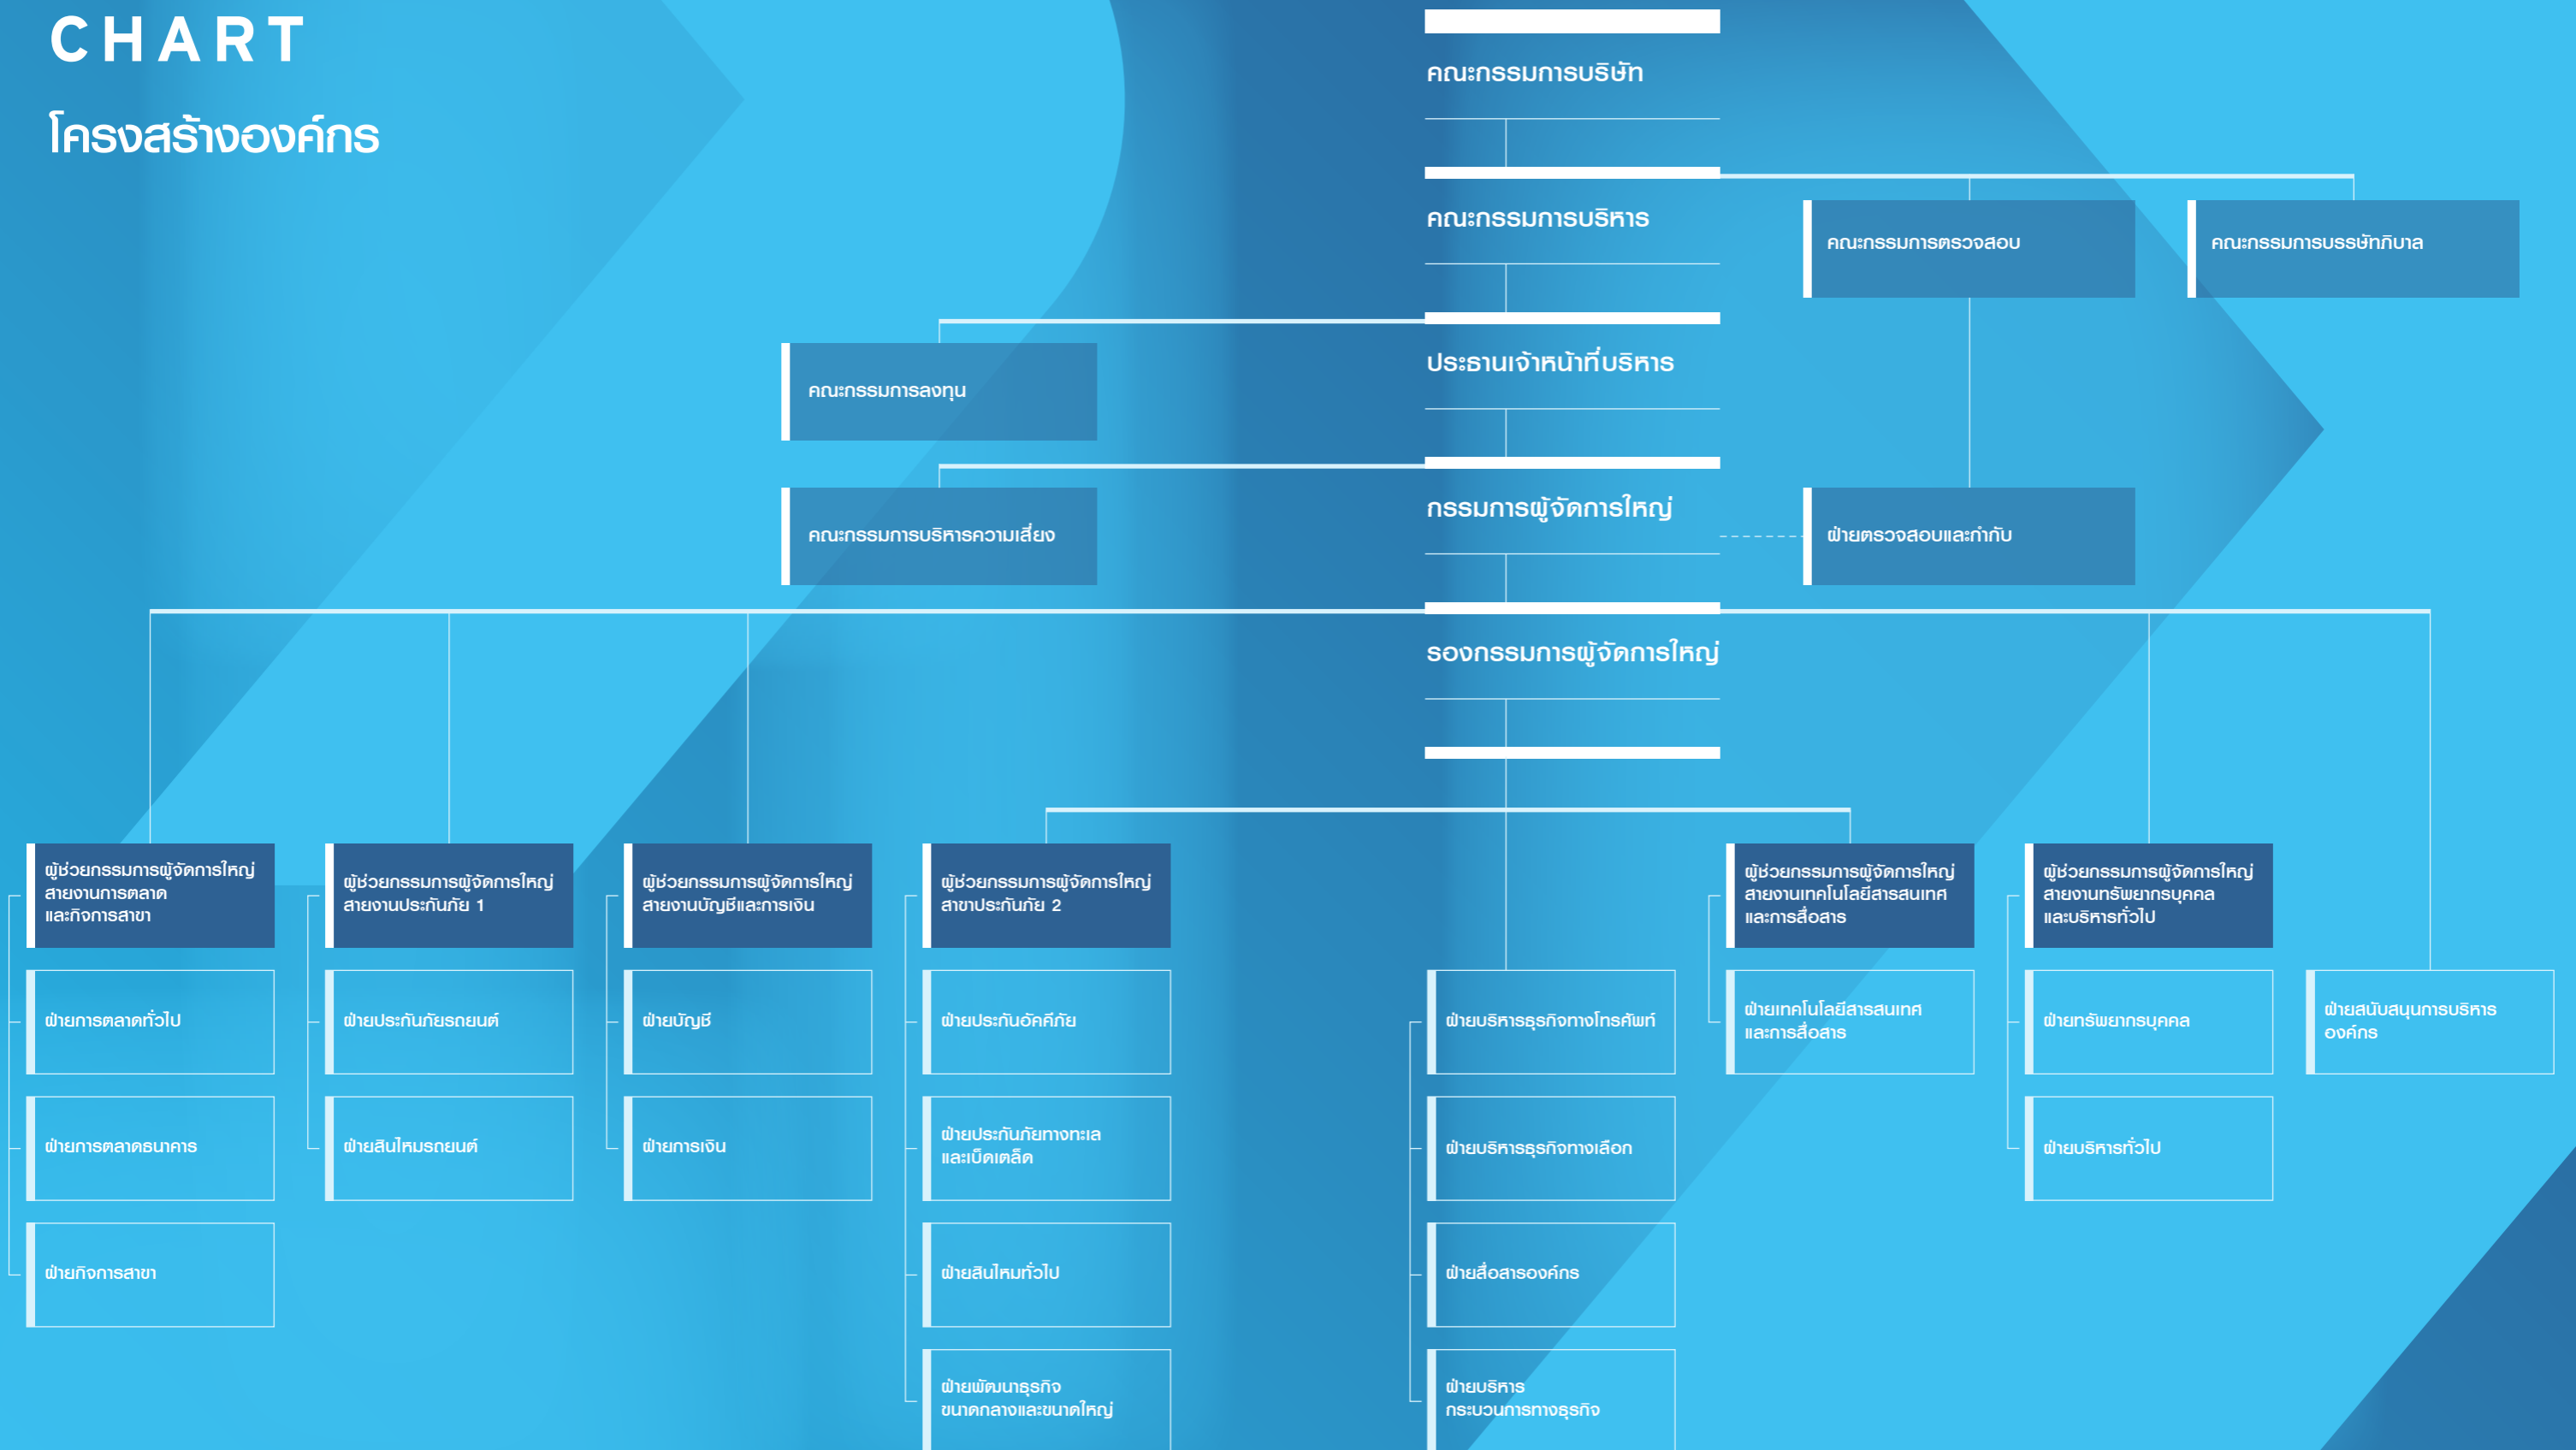 CHART
โครงสร้างองค์กร
คณะกรรมการบริษัท
คณะกรรมการบริหาร
คณะกรรมการตรวจสอบ
คณะกรรมการบรรษัทภิบาล
ประธานเจ้าหน้าที่บริหาร
คณะกรรมการลงทุน
กรรมการผู้จัดการใหญ่
คณะกรรมการบริหารความเสี่ยง
ฝ่ายตรวจสอบและกำกับ
รองกรรมการผู้จัดการใหญ่
ผู้ช่วยกรรมการผู้จัดการใหญ่
สายงานการตลาด
และกิจการสาขา
ผู้ช่วยกรรมการผู้จัดการใหญ่
สายงานประกันภัย 1
ผู้ช่วยกรรมการผู้จัดการใหญ่
สายงานบัญชีและการเงิน
ผู้ช่วยกรรมการผู้จัดการใหญ่
สาขาประกันภัย 2
ผู้ช่วยกรรมการผู้จัดการใหญ่
สายงานเทคโนโลยีสารสนเทศ
และการสื่อสาร
ผู้ช่วยกรรมการผู้จัดการใหญ่
สายงานทรัพยากรบุคคล
และบริหารทั่วไป
ฝ่ายการตลาดทั่วไป
ฝ่ายประกันภัยรถยนต์
ฝ่ายบัญชี
ฝ่ายประกันอัคคีภัย
ฝ่ายบริหารธุรกิจทางโทรศัพท์
ฝ่ายเทคโนโลยีสารสนเทศ
และการสื่อสาร
ฝ่ายทรัพยากรบุคคล
ฝ่ายสนับสนุนการบริหาร
องค์กร
ฝ่ายการตลาดธนาคาร
ฝ่ายสินไหมรถยนต์
ฝ่ายการเงิน
ฝ่ายประกันภัยทางทะเล
และเบ็ดเตล็ด
ฝ่ายบริหารธุรกิจทางเลือก
ฝ่ายบริหารทั่วไป
ฝ่ายกิจการสาขา
ฝ่ายสินไหมทั่วไป
ฝ่ายสื่อสารองค์กร
ฝ่ายพัฒนาธุรกิจ
ขนาดกลางและขนาดใหญ่
ฝ่ายบริหาร
กระบวนการทางธุรกิจ